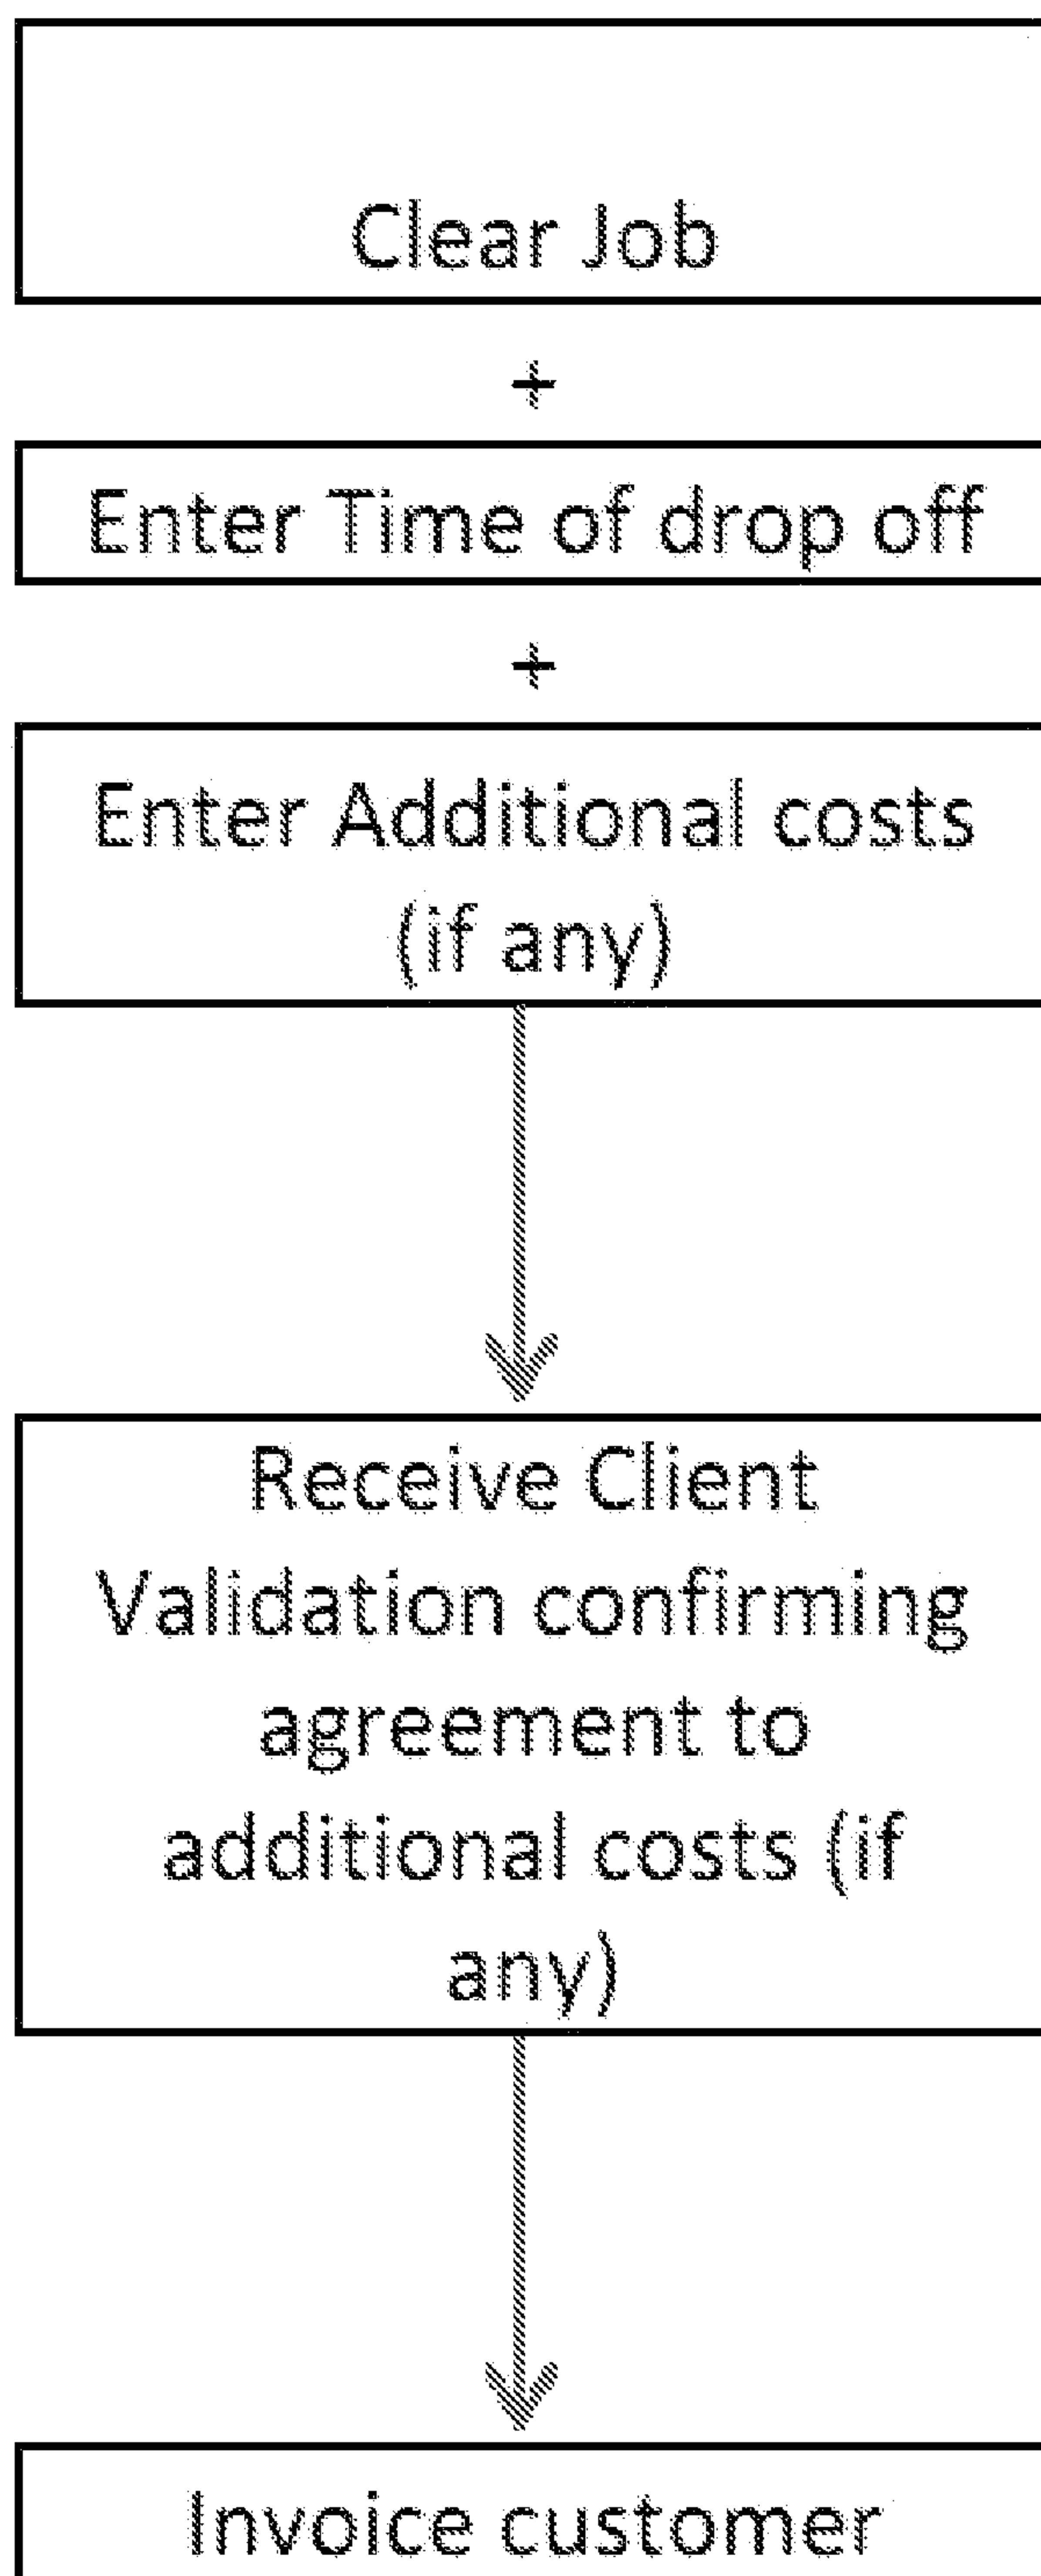 Clear Job
+
Enter Time of drop off
+
Enter Additional costs
(if any)
Receive Client
Validation confirming
agreement to
additional costs (if
any)
Invoice customer